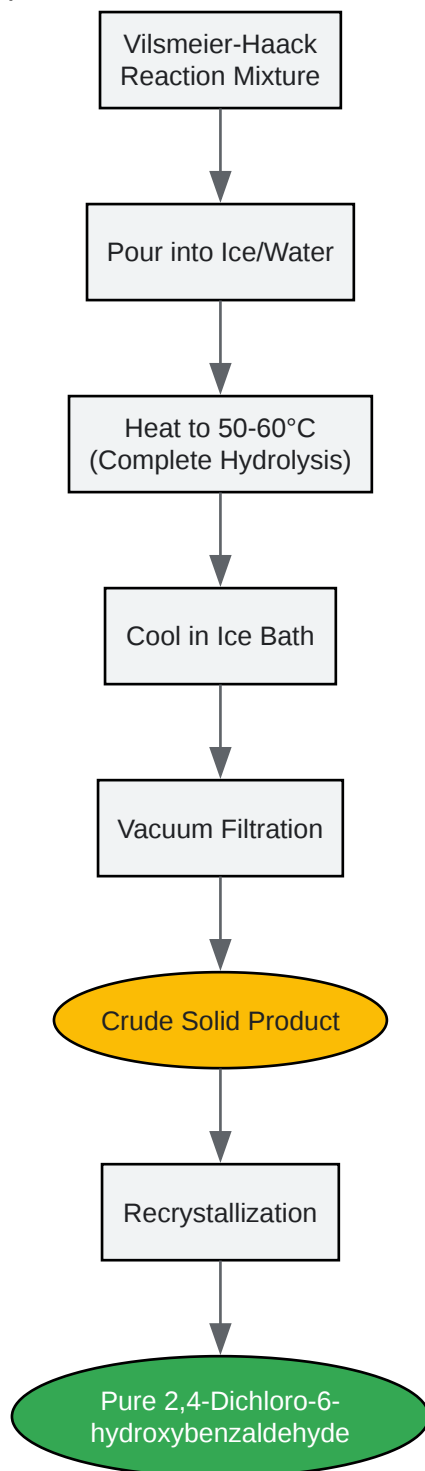 Vilsmeier-Haack
Reaction Mixture
Pour into Ice/Water
Heat to 50-60°C
(Complete Hydrolysis)
Cool in Ice Bath
Vacuum Filtration
Crude Solid Product
Recrystallization
Pure 2,4-Dichloro-6-
hydroxybenzaldehyde